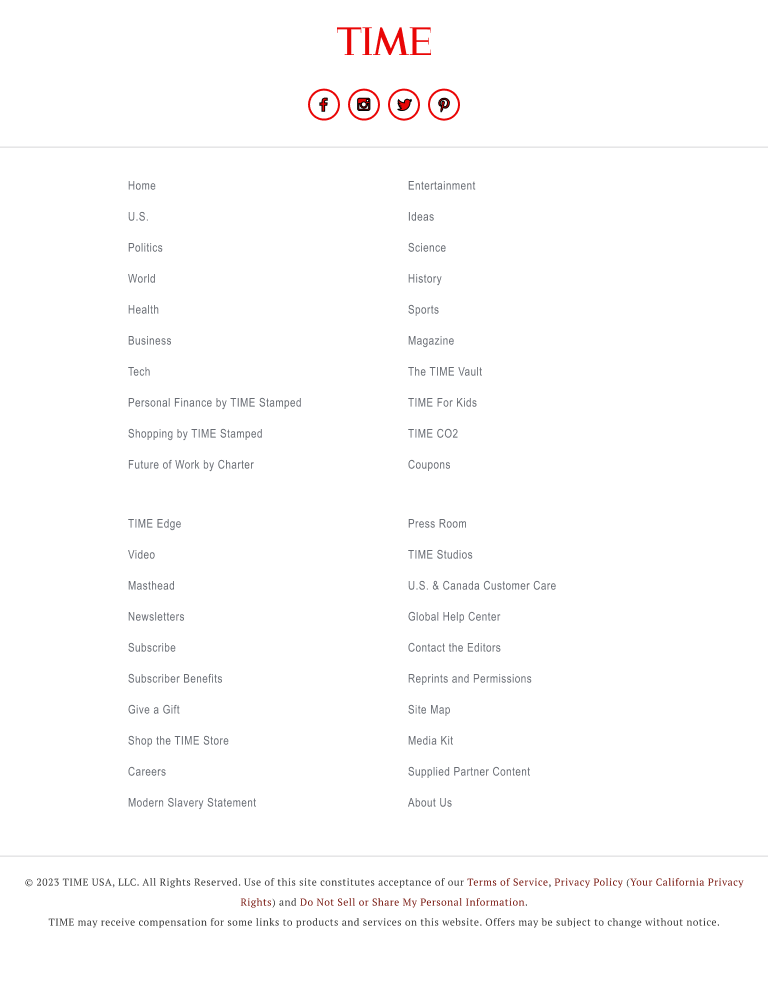 TIME
Home
U.S.
Politics
World
Health
Business
Tech
Personal Finance by TIME Stamped
Shopping by TIME Stamped
Future of Work by Charter
Entertainment
Ideas
Science
History
Sports
Magazine
The TIME Vault
TIME For Kids
TIME CO2
Coupons
TIME Edge
Video
Masthead
Newsletters
Subscribe
Subscriber Benefits
Give a Gift
Shop the TIME Store
Careers
Modern Slavery Statement
Press Room
TIME Studios
U.S. & Canada Customer Care
Global Help Center
Contact the Editors
Reprints and Permissions
Site Map
Media Kit
Supplied Partner Content
About Us
© 2023 TIME USA, LLC. All Rights Reserved. Use of this site constitutes acceptance of our Terms of Service, Privacy Policy (Your California Privacy
Rights) and Do Not Sell or Share My Personal Information.
TIME may receive compensation for some links to products and services on this website. Offers may be subject to change without notice.